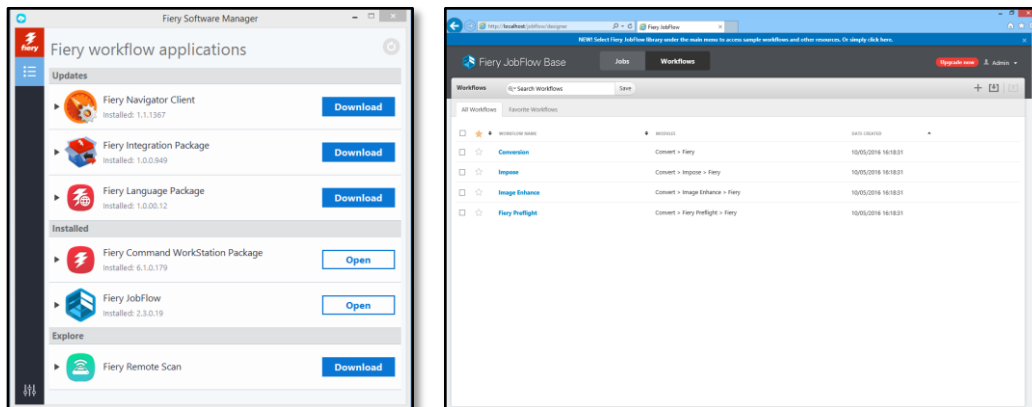 Fiery Software Manager
fiery
Fiery workflow applications
Updates
Fiery Navigator Client
Installed: 1.1.1367
Download
Fiery Integration Package
Installed: 1.0.0.949
Download
Fiery Language Package
Installed: 1.0.00.12
Download
Installed
Fiery Command WorkStation Package
Installed: 6.1.0.179
Open
Fiery JobFlow
Installed: 2.3.0.19
Open
Explore
Fiery Remote Scan
Download
http://localhost/jobflow/designer
Fiery JobFlow
NEW! Select Fiery JobFlow library under the main menu to access sample workflows and other resources. Or simply click here.
Fiery JobFlow Base
Jobs
Workflows
Upgrade now
Admin
Workflows
Search Workflows
Save
All Workflows
Favorite Workflows
WORKFLOW NAME
MODULES
DATE CREATED
Conversion
Convert > Fiery
10/05/2016 16:18:31
Impose
Convert > Impose > Fiery
10/05/2016 16:18:31
Image Enhance
Convert > Image Enhance > Fiery
10/05/2016 16:18:31
Fiery Preflight
Convert > Fiery Preflight > Fiery
10/05/2016 16:18:31